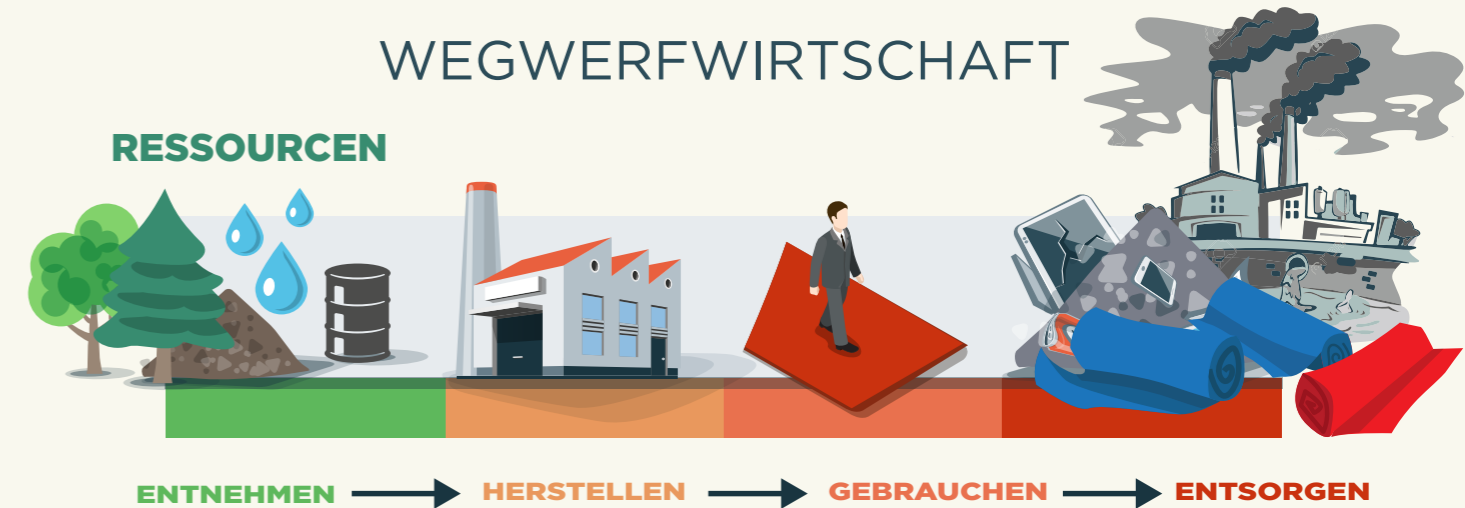 WEGWERFWIRTSCHAFT
RESSOURCEN
ENTNEHMEN
HERSTELLEN
GEBRAUCHEN
ENTSORGEN